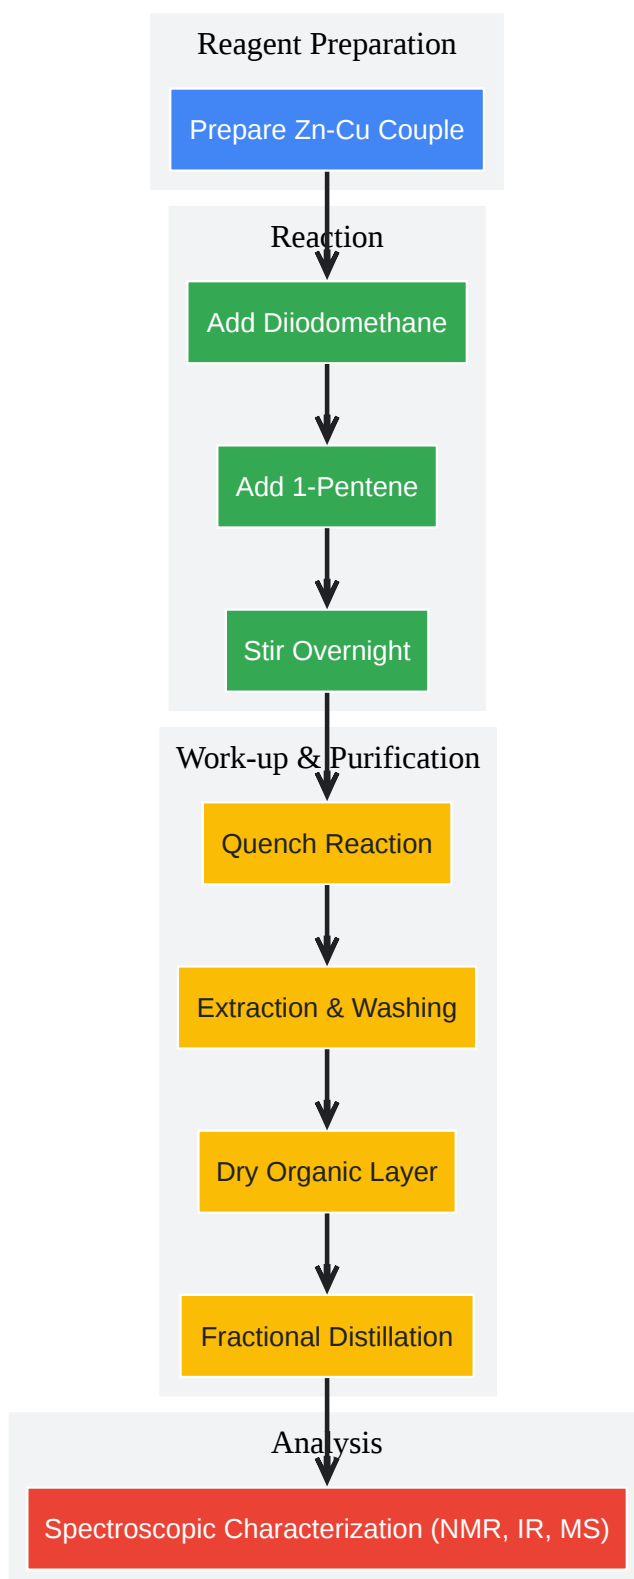 Reagent Preparation
Prepare Zn-Cu Couple
Reaction
Add Diiodomethane
Add 1-Pentene
Stir Overnight
Work-up & Purification
Quench Reaction
Extraction & Washing
Dry Organic Layer
Fractional Distillation
Analysis
Spectroscopic Characterization (NMR, IR, MS)